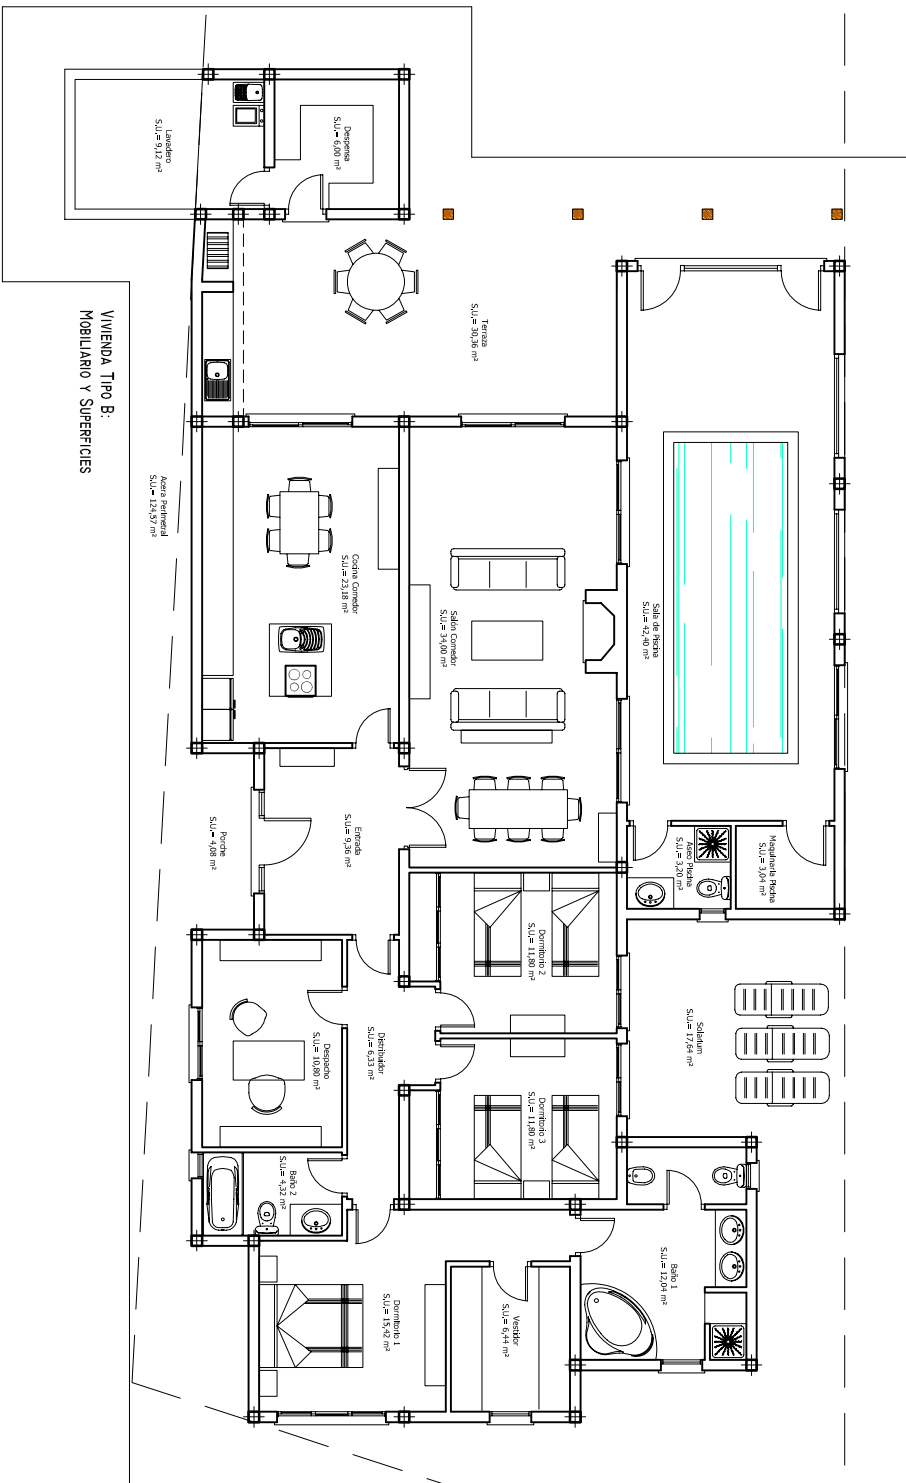 VIVIENDA TIPO B:
MOBILIARIO Y SUPERFICIES
Lavadero
S.U.= 9,12 m²
Despensa
S.U.= 6,00 m²
Terraza
S.U.= 30,36 m²
Acera Perimetral
S.U.= 124,57 m²
Cocina Comedor
S.U.= 23,18 m²
Salón Comedor
S.U.= 34,00 m²
Sala de Piscina
S.U.= 42,40 m²
Porche
S.U.= 4,08 m²
Entrada
S.U.= 9,36 m²
Aseo Piscina
S.U.= 3,20 m²
Maquinaria Piscina
S.U.= 3,04 m²
Dormitorio 2
S.U.= 11,80 m²
Solarium
S.U.= 17,64 m²
Despacho
S.U.= 10,80 m²
Distribuidor
S.U.= 6,33 m²
Dormitorio 3
S.U.= 11,80 m²
Baño 2
S.U.= 4,32 m²
Dormitorio 1
S.U.= 15,42 m²
Vestidor
S.U.= 6,44 m²
Baño 1
S.U.= 12,04 m²